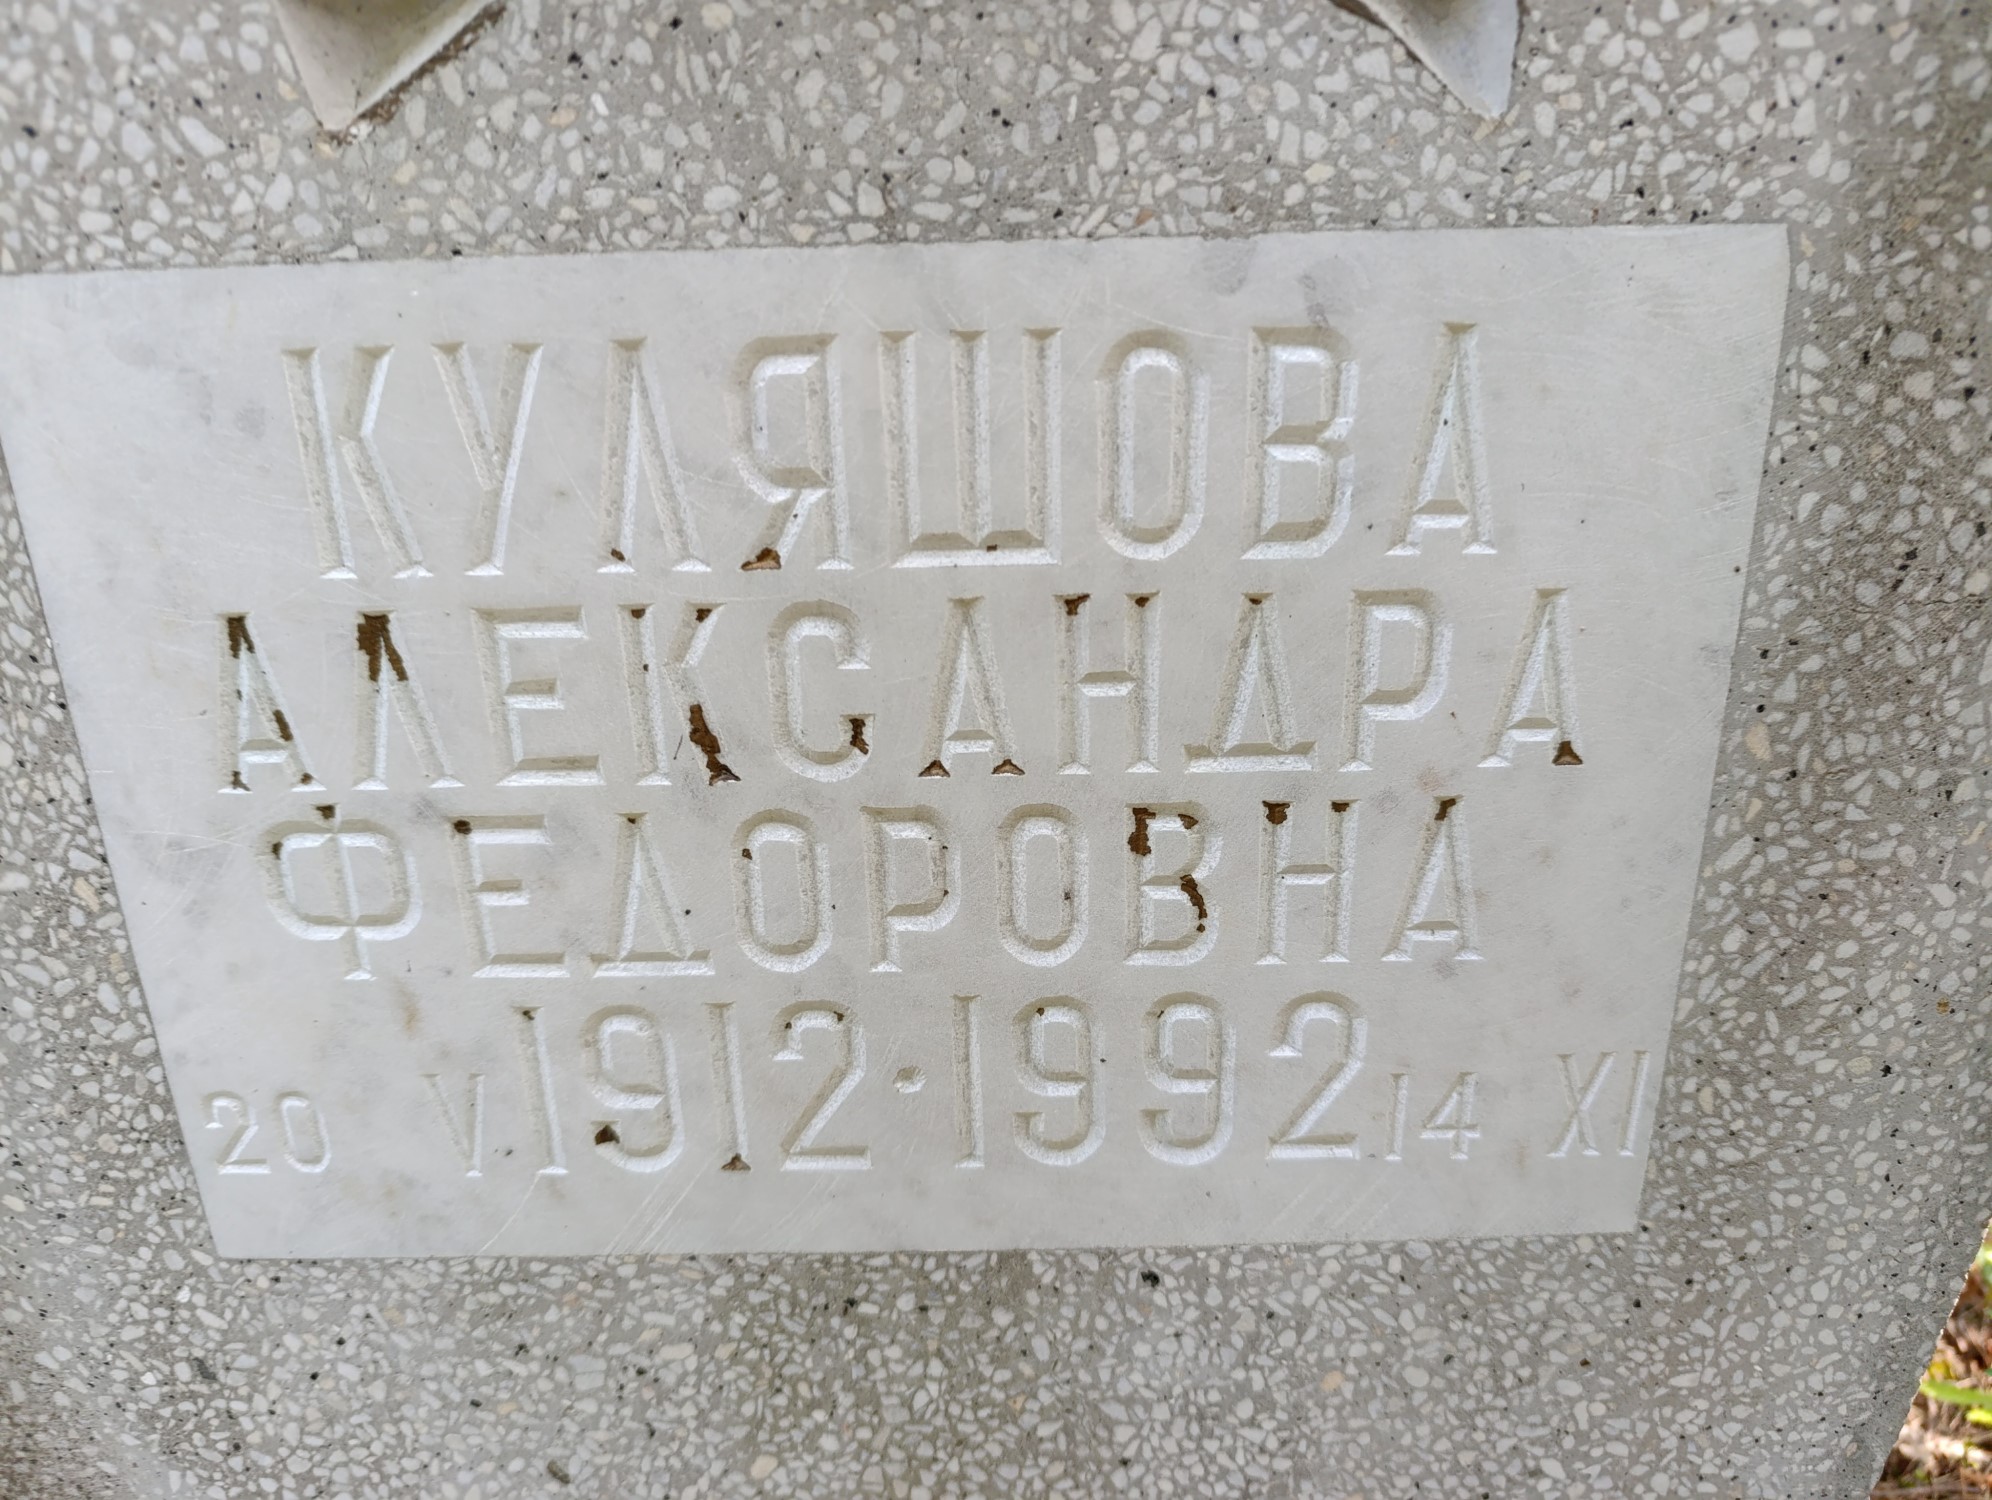 КУЛЯШОВА
АЛЕКСАНДРА
ФЕДОРОВНА
20 V 1912·1992 14 XI